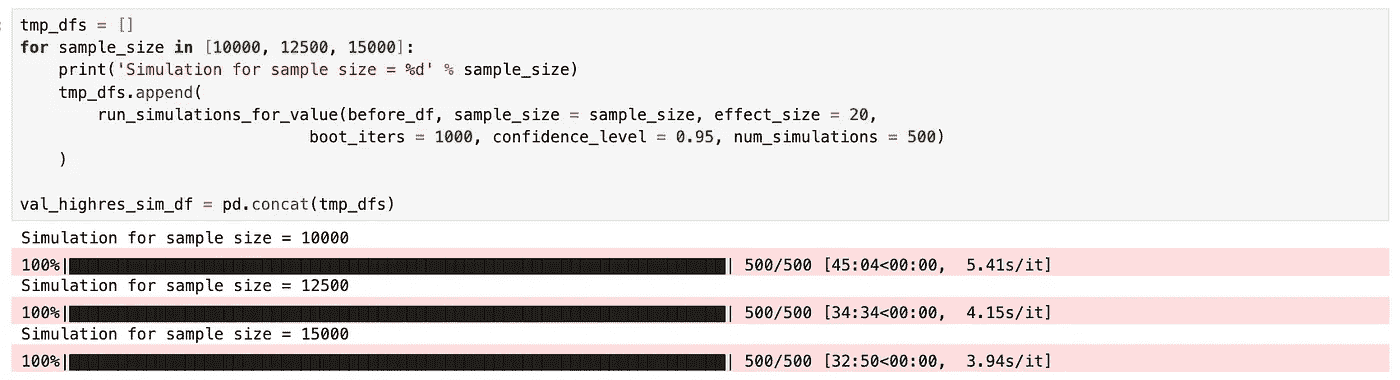 tmp_dfs = []
for sample_size in [10000, 12500, 15000]:
    print('Simulation for sample size = %d' % sample_size)
    tmp_dfs.append(
        run_simulations_for_value(before_df, sample_size = sample_size, effect_size = 20,
                                  boot_iters = 1000, confidence_level = 0.95, num_simulations = 500)
    )
val_highres_sim_df = pd.concat(tmp_dfs)
Simulation for sample size = 10000
100%|██████████| 500/500 [45:04<00:00,  5.41s/it]
Simulation for sample size = 12500
100%|██████████| 500/500 [34:34<00:00,  4.15s/it]
Simulation for sample size = 15000
100%|██████████| 500/500 [32:50<00:00,  3.94s/it]